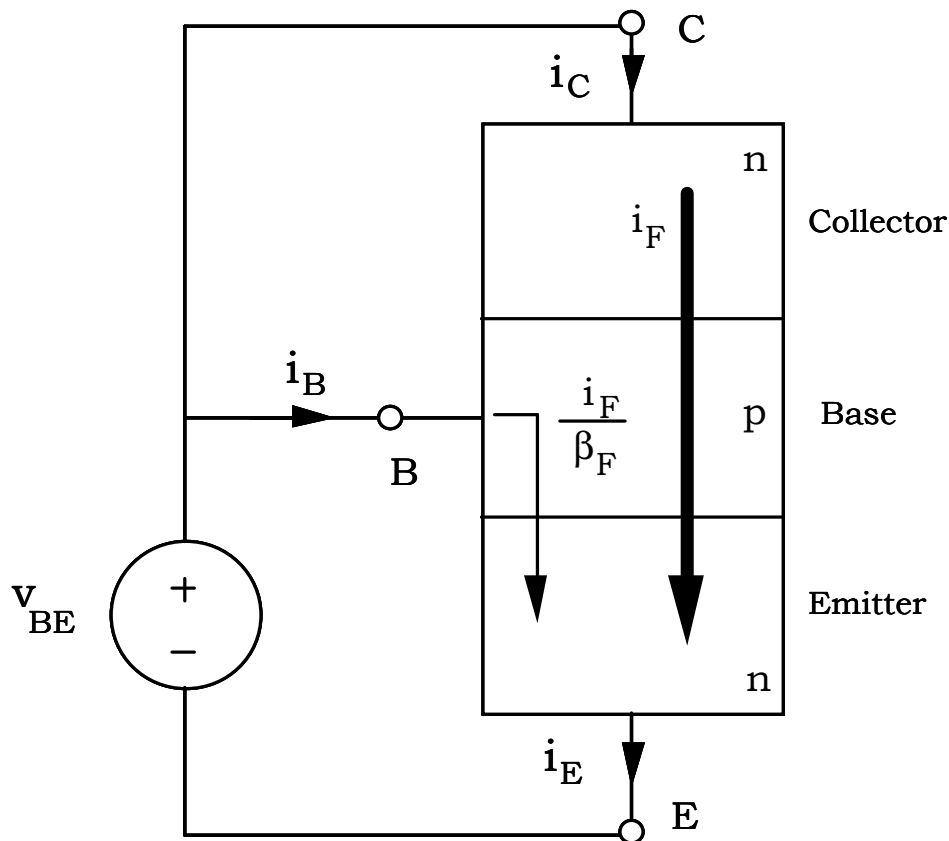 C
i_C
n
i_F
Collector
i_B
i_F
β_F
p
Base
B
+
v_BE
−
Emitter
n
i_E
E